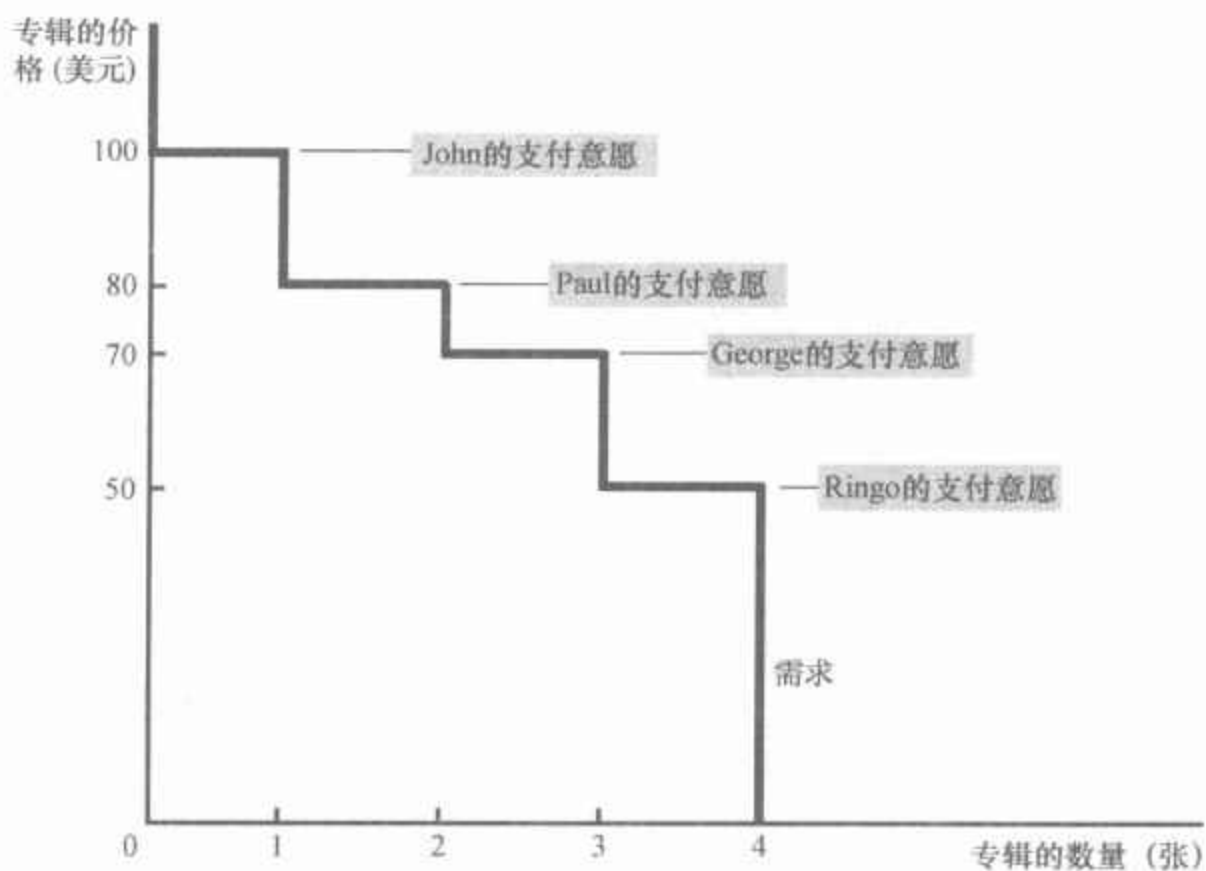 专辑的价
格 (美元)
100
John的支付意愿
80
Paul的支付意愿
70
George的支付意愿
50
Ringo的支付意愿
需求
0
1
2
3
4
专辑的数量 (张)